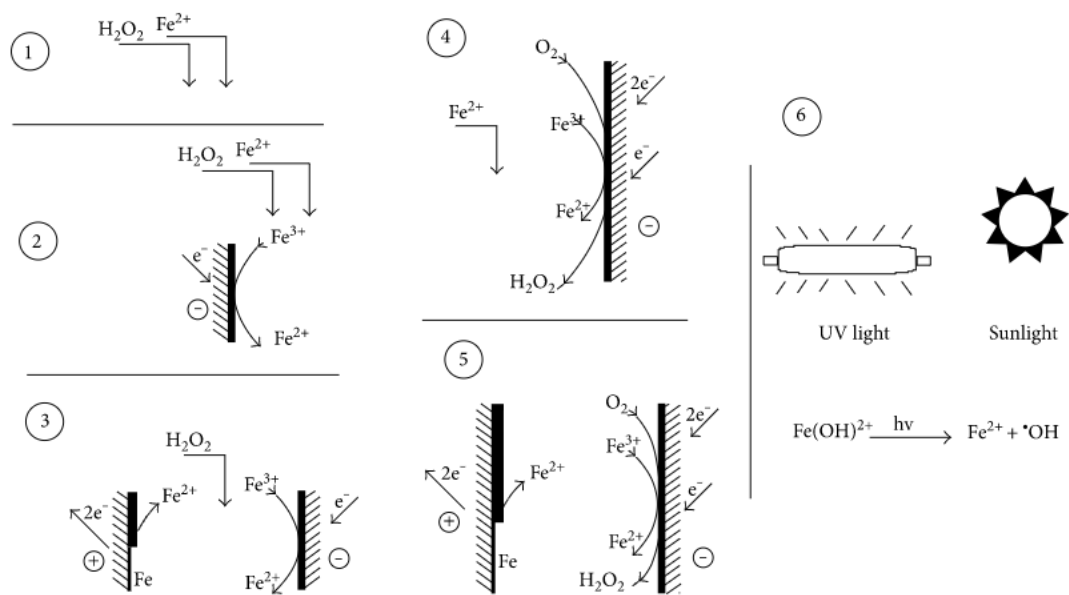 1
H₂O₂ Fe²⁺
2
H₂O₂ Fe²⁺
Fe³⁺
e⁻
−
Fe²⁺
3
H₂O₂
Fe²⁺
2e⁻
+
Fe
Fe³⁺
e⁻
−
Fe²⁺
4
O₂
2e⁻
Fe²⁺
Fe³⁺
e⁻
Fe²⁺
−
H₂O₂
5
2e⁻
Fe²⁺
+
Fe
O₂
2e⁻
Fe³⁺
e⁻
Fe²⁺
−
H₂O₂
6
UV light
Sunlight
Fe(OH)²⁺ hv Fe²⁺ + •OH